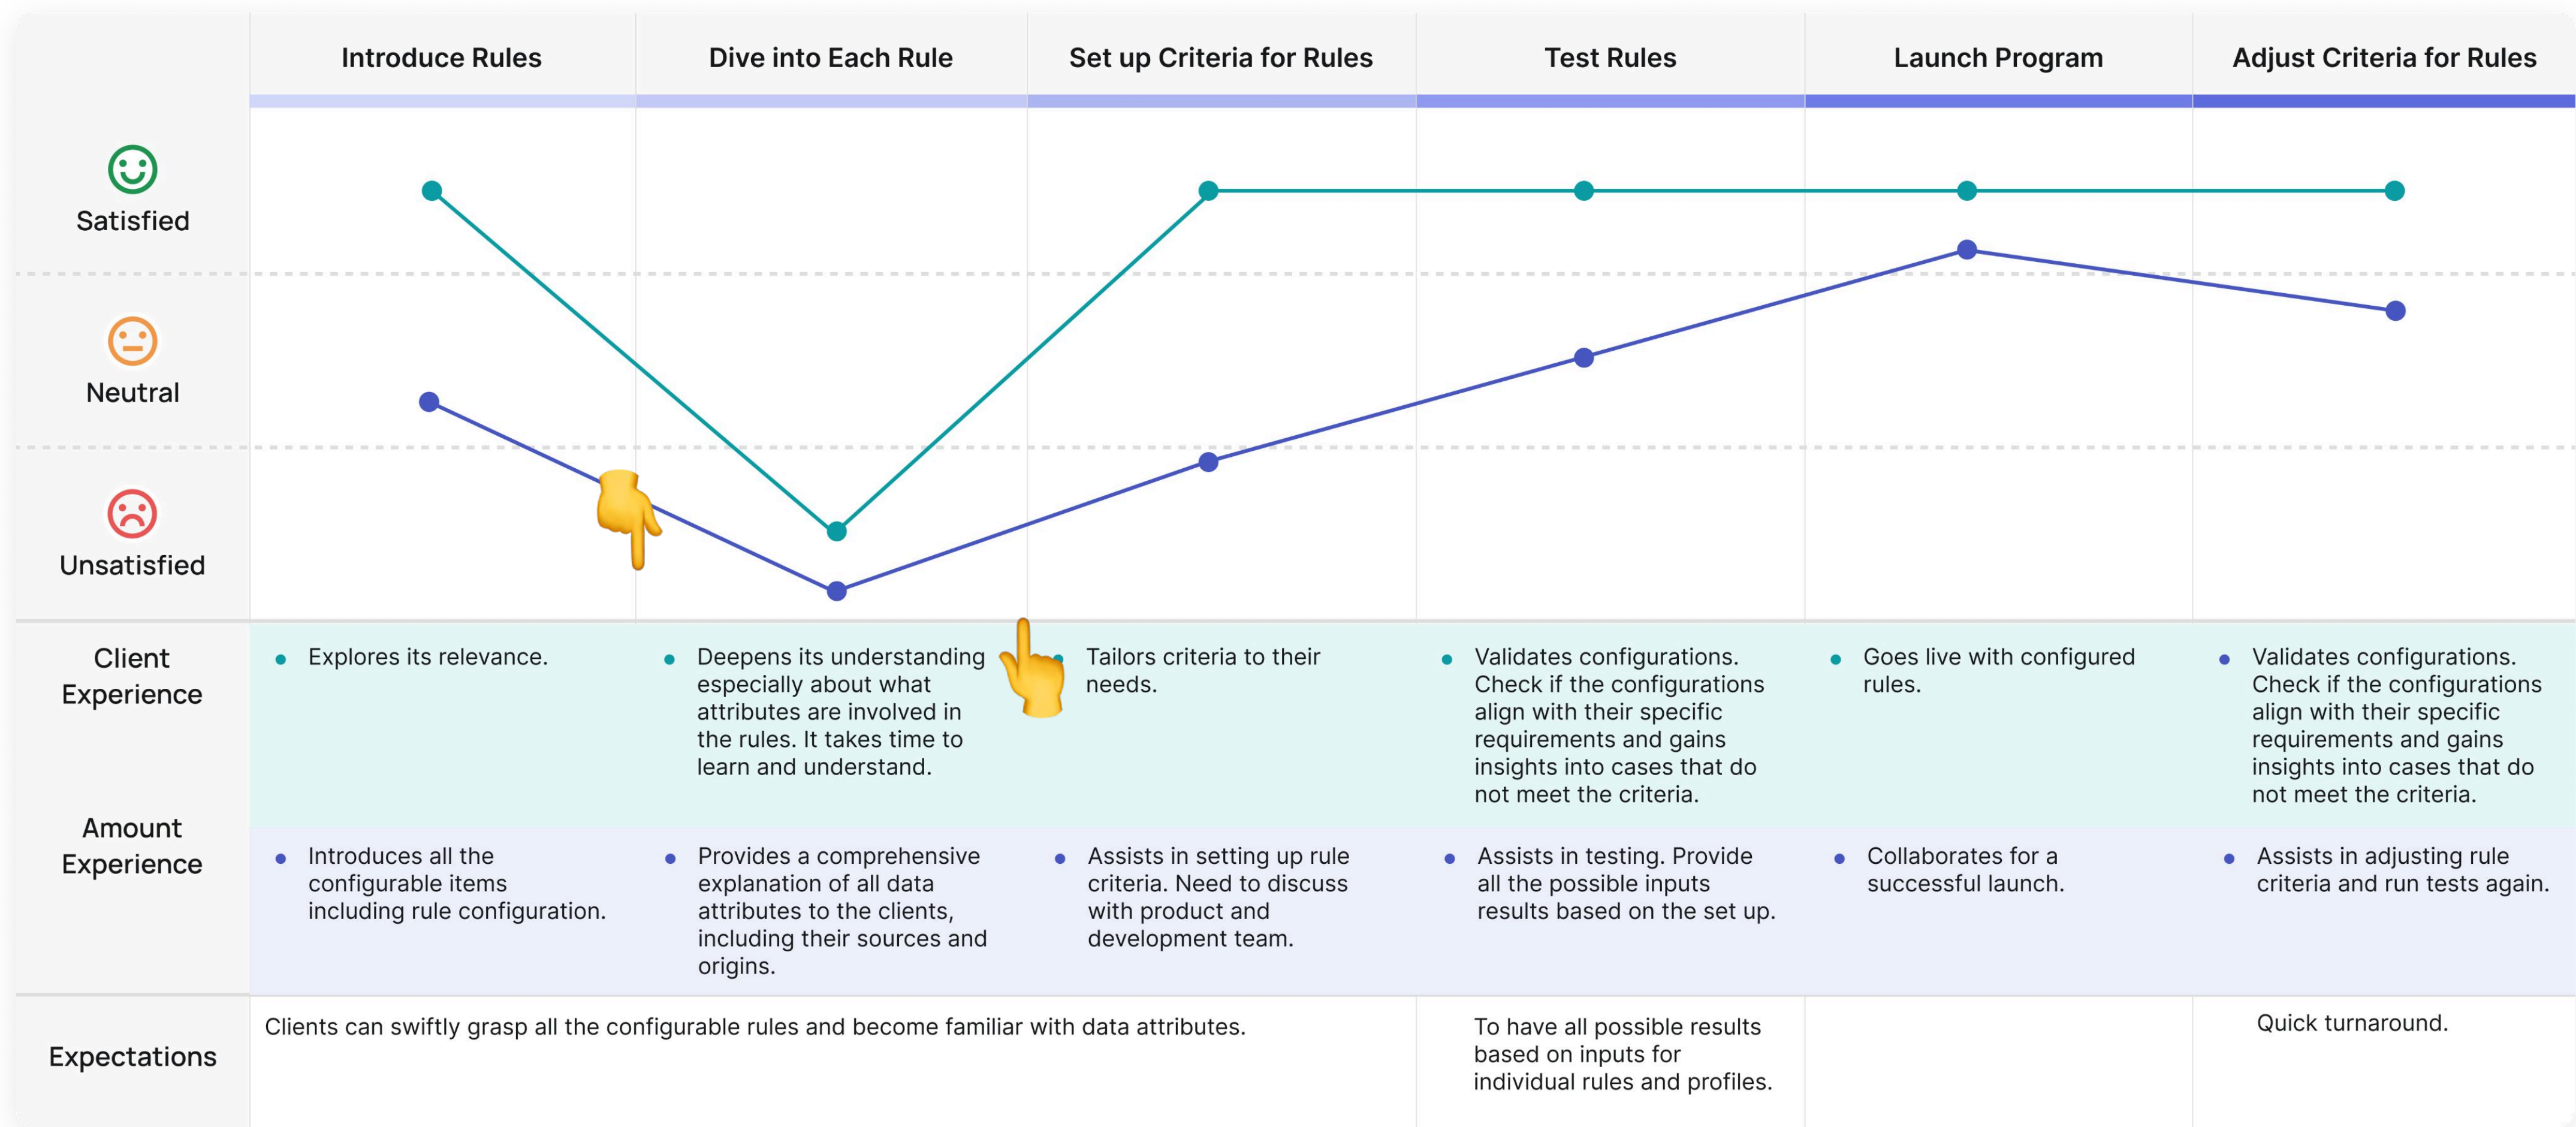 Introduce Rules
Dive into Each Rule
Set up Criteria for Rules
Test Rules
Launch Program
Adjust Criteria for Rules
Satisfied
Neutral
Unsatisfied
Client
Experience
Explores its relevance.
Deepens its understanding
especially about what
attributes are involved in
the rules. It takes time to
learn and understand.
Tailors criteria to their
needs.
Validates configurations.
Check if the configurations
align with their specific
requirements and gains
insights into cases that do
not meet the criteria.
Goes live with configured
rules.
Validates configurations.
Check if the configurations
align with their specific
requirements and gains
insights into cases that do
not meet the criteria.
Amount
Experience
Introduces all the
configurable items
including rule configuration.
Provides a comprehensive
explanation of all data
attributes to the clients,
including their sources and
origins.
Assists in setting up rule
criteria. Need to discuss
with product and
development team.
Assists in testing. Provide
all the possible inputs
results based on the set up.
Collaborates for a
successful launch.
Assists in adjusting rule
criteria and run tests again.
Expectations
Clients can swiftly grasp all the configurable rules and become familiar with data attributes.
To have all possible results
based on inputs for
individual rules and profiles.
Quick turnaround.